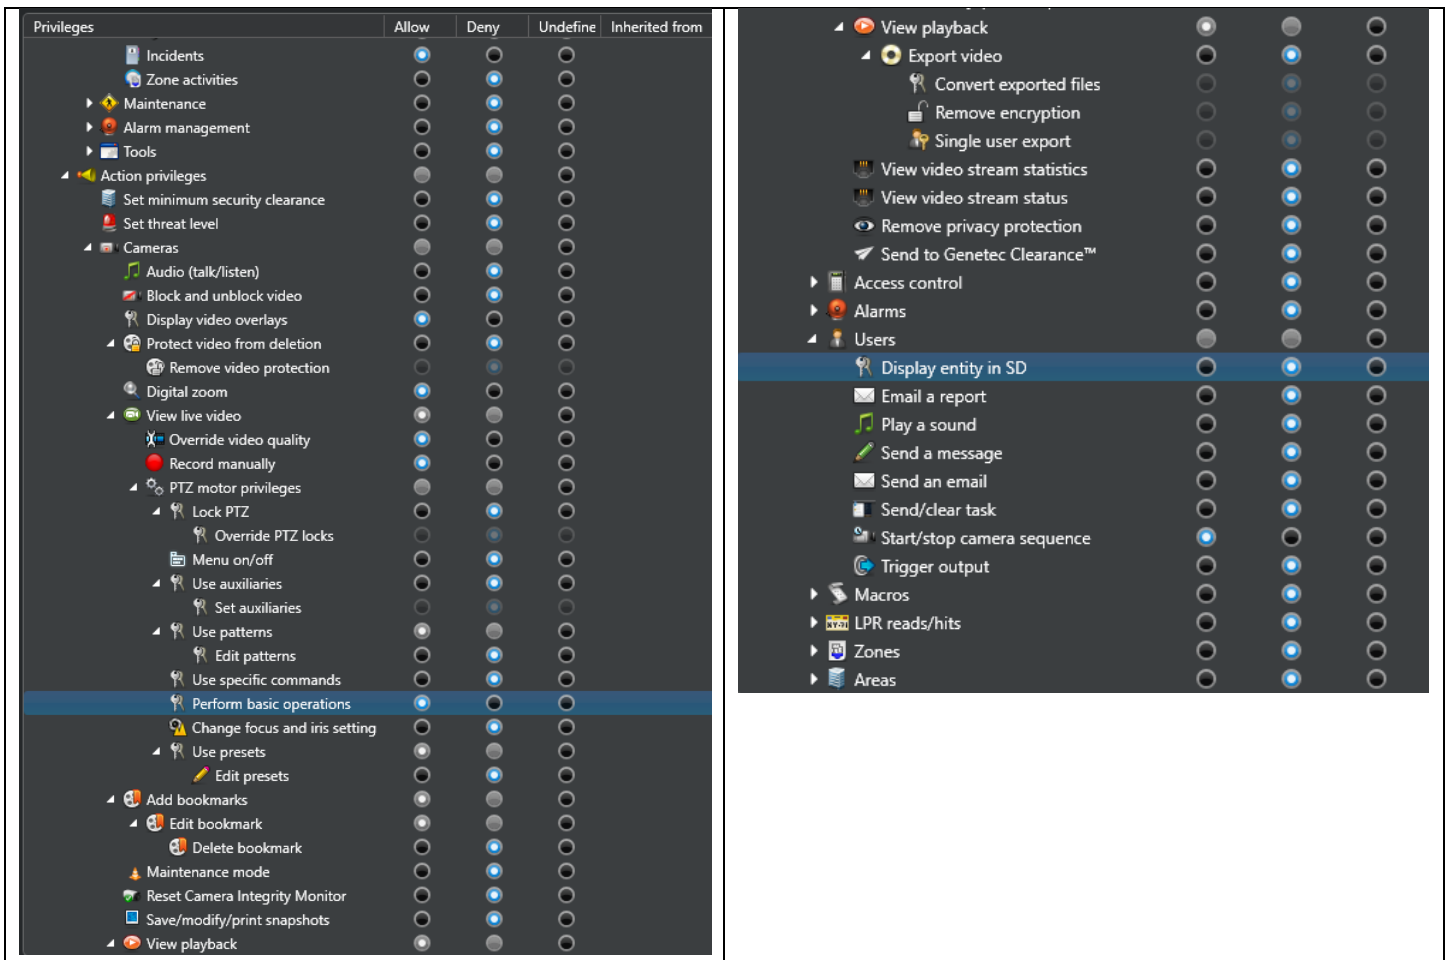 Privileges Allow Deny Undefine Inherited from
Incidents
Zone activities
Maintenance
Alarm management
Tools
Action privileges
Set minimum security clearance
Set threat level
Cameras
Audio (talk/listen)
Block and unblock video
Display video overlays
Protect video from deletion
Remove video protection
Digital zoom
View live video
Override video quality
Record manually
PTZ motor privileges
Lock PTZ
Override PTZ locks
Menu on/off
Use auxiliaries
Set auxiliaries
Use patterns
Edit patterns
Use specific commands
Perform basic operations
Change focus and iris setting
Use presets
Edit presets
Add bookmarks
Edit bookmark
Delete bookmark
Maintenance mode
Reset Camera Integrity Monitor
Save/modify/print snapshots
View playback
View playback
Export video
Convert exported files
Remove encryption
Single user export
View video stream statistics
View video stream status
Remove privacy protection
Send to Genetec Clearance™
Access control
Alarms
Users
Display entity in SD
Email a report
Play a sound
Send a message
Send an email
Send/clear task
Start/stop camera sequence
Trigger output
Macros
LPR reads/hits
Zones
Areas